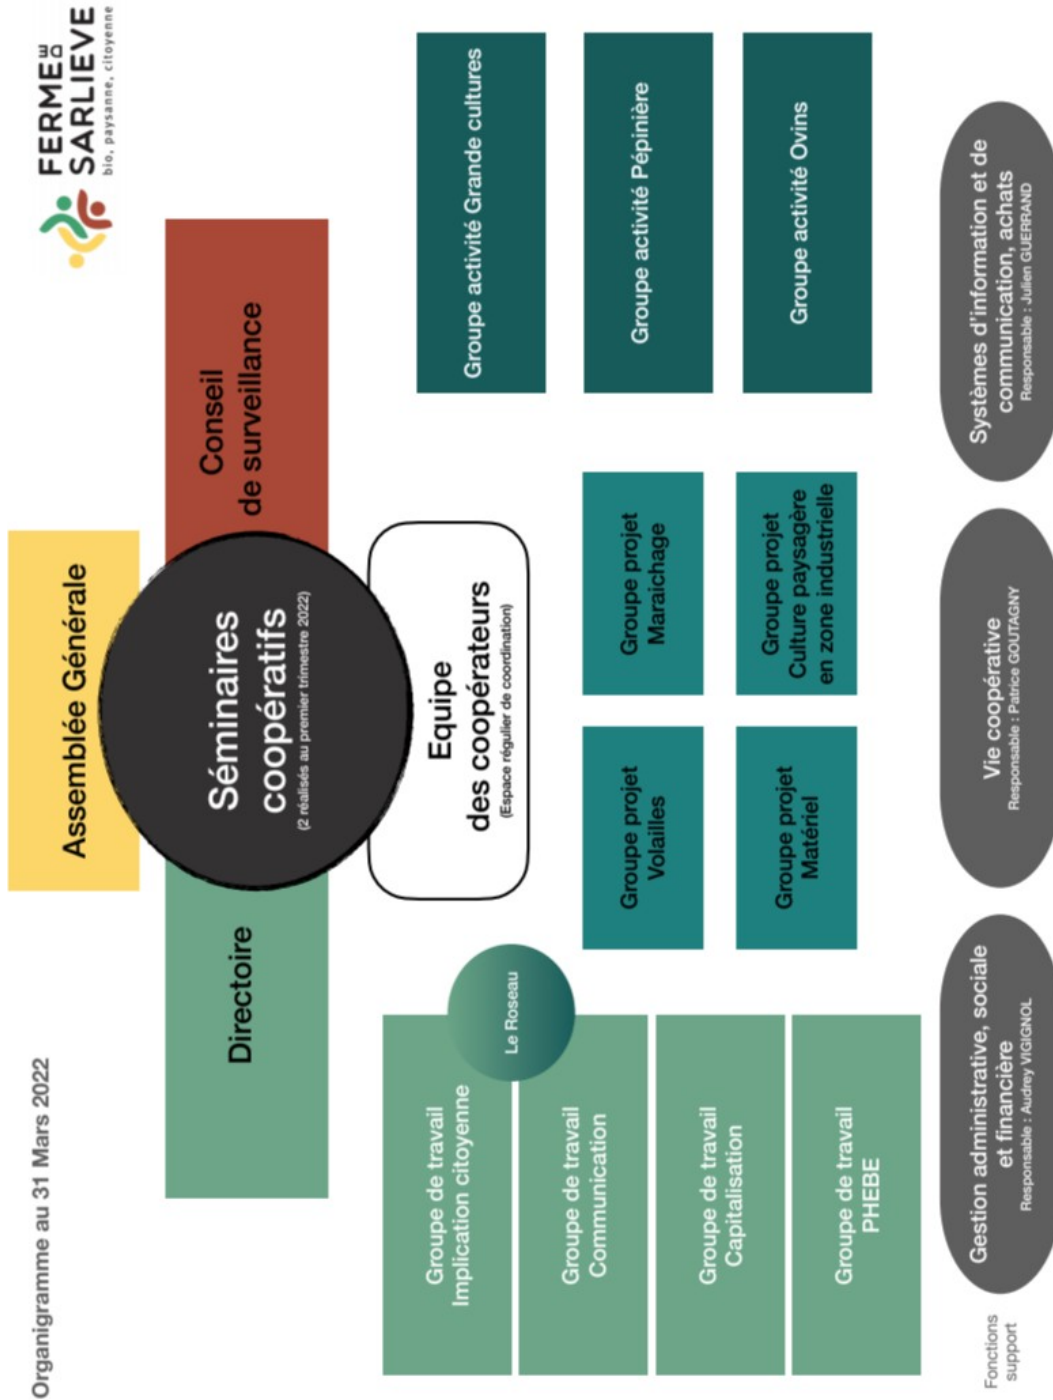 Organigramme au 31 Mars 2022
FERME DE
SARLIEVE
bio, paysanne, citoyenne
Assemblée Générale
Directoire
Séminaires
coopératifs
(2 réalisés au premier trimestre 2022)
Conseil
de surveillance
Equipe
des coopérateurs
(Espace régulier de coordination)
Le Roseau
Groupe de travail
Implication citoyenne
Groupe de travail
Communication
Groupe de travail
Capitalisation
Groupe de travail
PHEBE
Groupe projet
Volailles
Groupe projet
Maraichage
Groupe projet
Matériel
Groupe projet
Culture paysagère
en zone industrielle
Groupe activité Grande cultures
Groupe activité Pépinière
Groupe activité Ovins
Fonctions
support
Gestion administrative, sociale
et financière
Responsable : Audrey VIGIGNOL
Vie coopérative
Responsable : Patrice GOUTAGNY
Systèmes d'information et de
communication, achats
Responsable : Julien GUERRAND